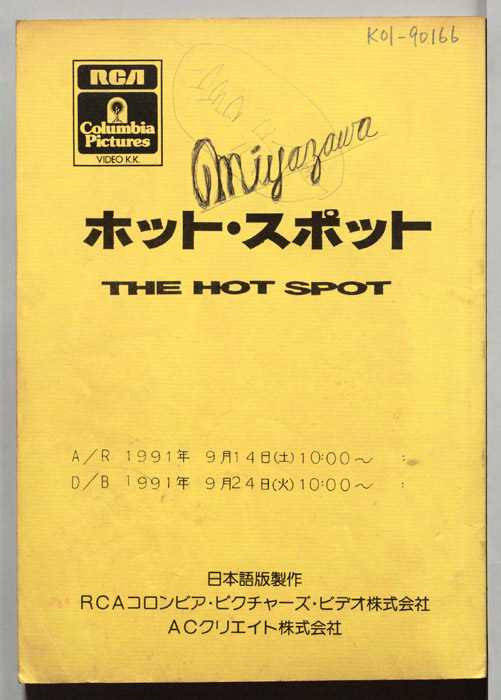 K01-90166
RCA
Columbia
Pictures
VIDEO K.K.
Miyazawa
ホット・スポット
THE HOT SPOT
A/R 1991年 9月14日(土)10:00～　:
D/B 1991年 9月24日(火)10:00～　:
日本語版製作
RCAコロンビア・ピクチャーズ・ビデオ株式会社
ACクリエイト株式会社